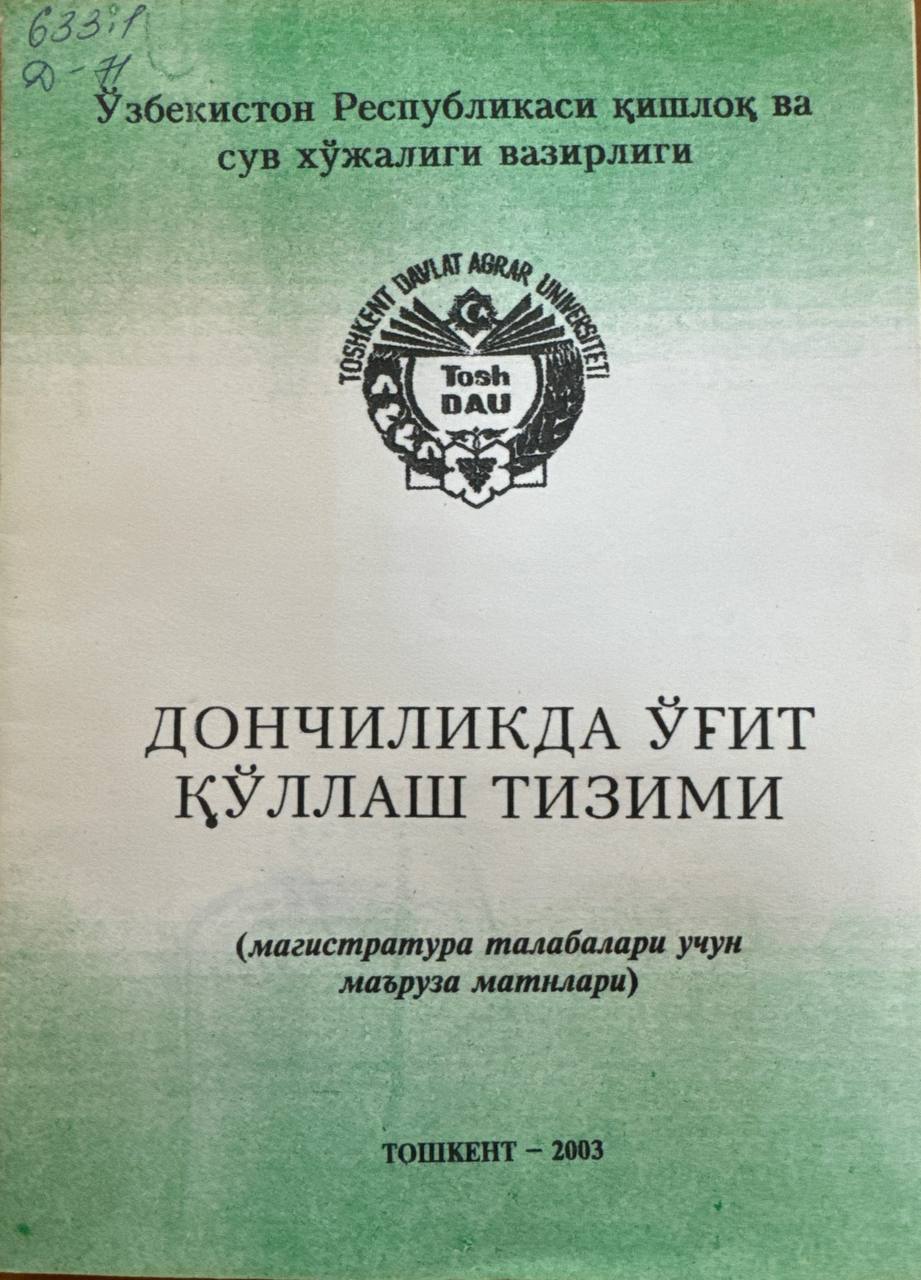 633:1
Д-71
Ўзбекистон Республикаси қишлоқ ва
сув хўжалиги вазирлиги
TOSHKENT DAVLAT AGRAR UNIVERSITETI
Tosh
DAU
ДОНЧИЛИКДА ЎҒИТ
ҚЎЛЛАШ ТИЗИМИ
(магистратура талабалари учун
маъруза матнлари)
ТОШКЕНТ – 2003